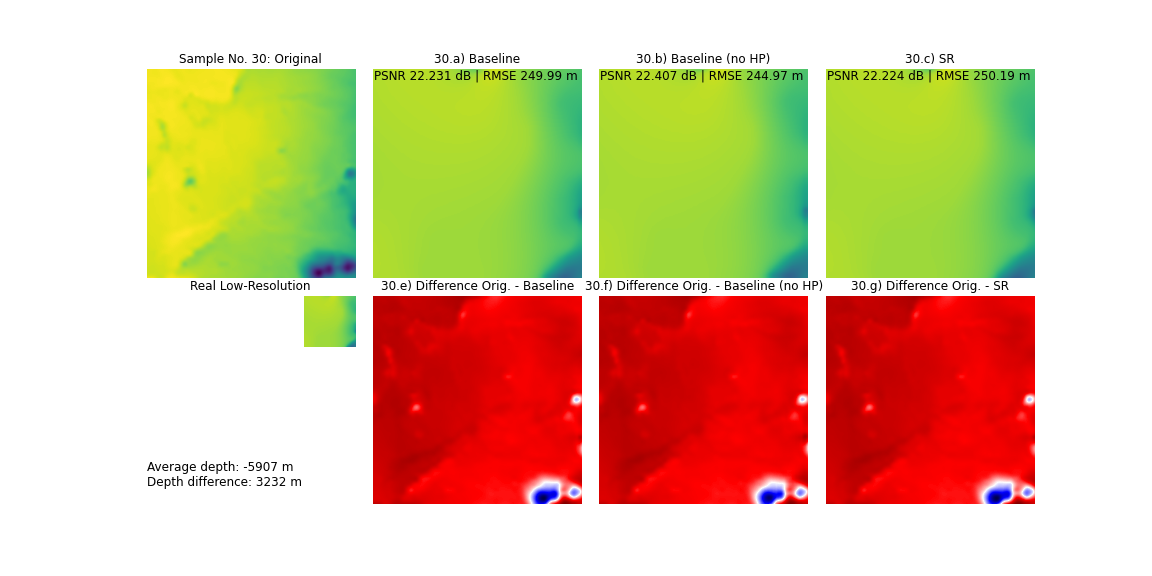 Sample No. 30: Original
30.a) Baseline
30.b) Baseline (no HP)
30.c) SR
PSNR 22.231 dB | RMSE 249.99 m
PSNR 22.407 dB | RMSE 244.97 m
PSNR 22.224 dB | RMSE 250.19 m
Real Low-Resolution
30.e) Difference Orig. - Baseline
30.f) Difference Orig. - Baseline (no HP)
30.g) Difference Orig. - SR
Average depth: -5907 m
Depth difference: 3232 m